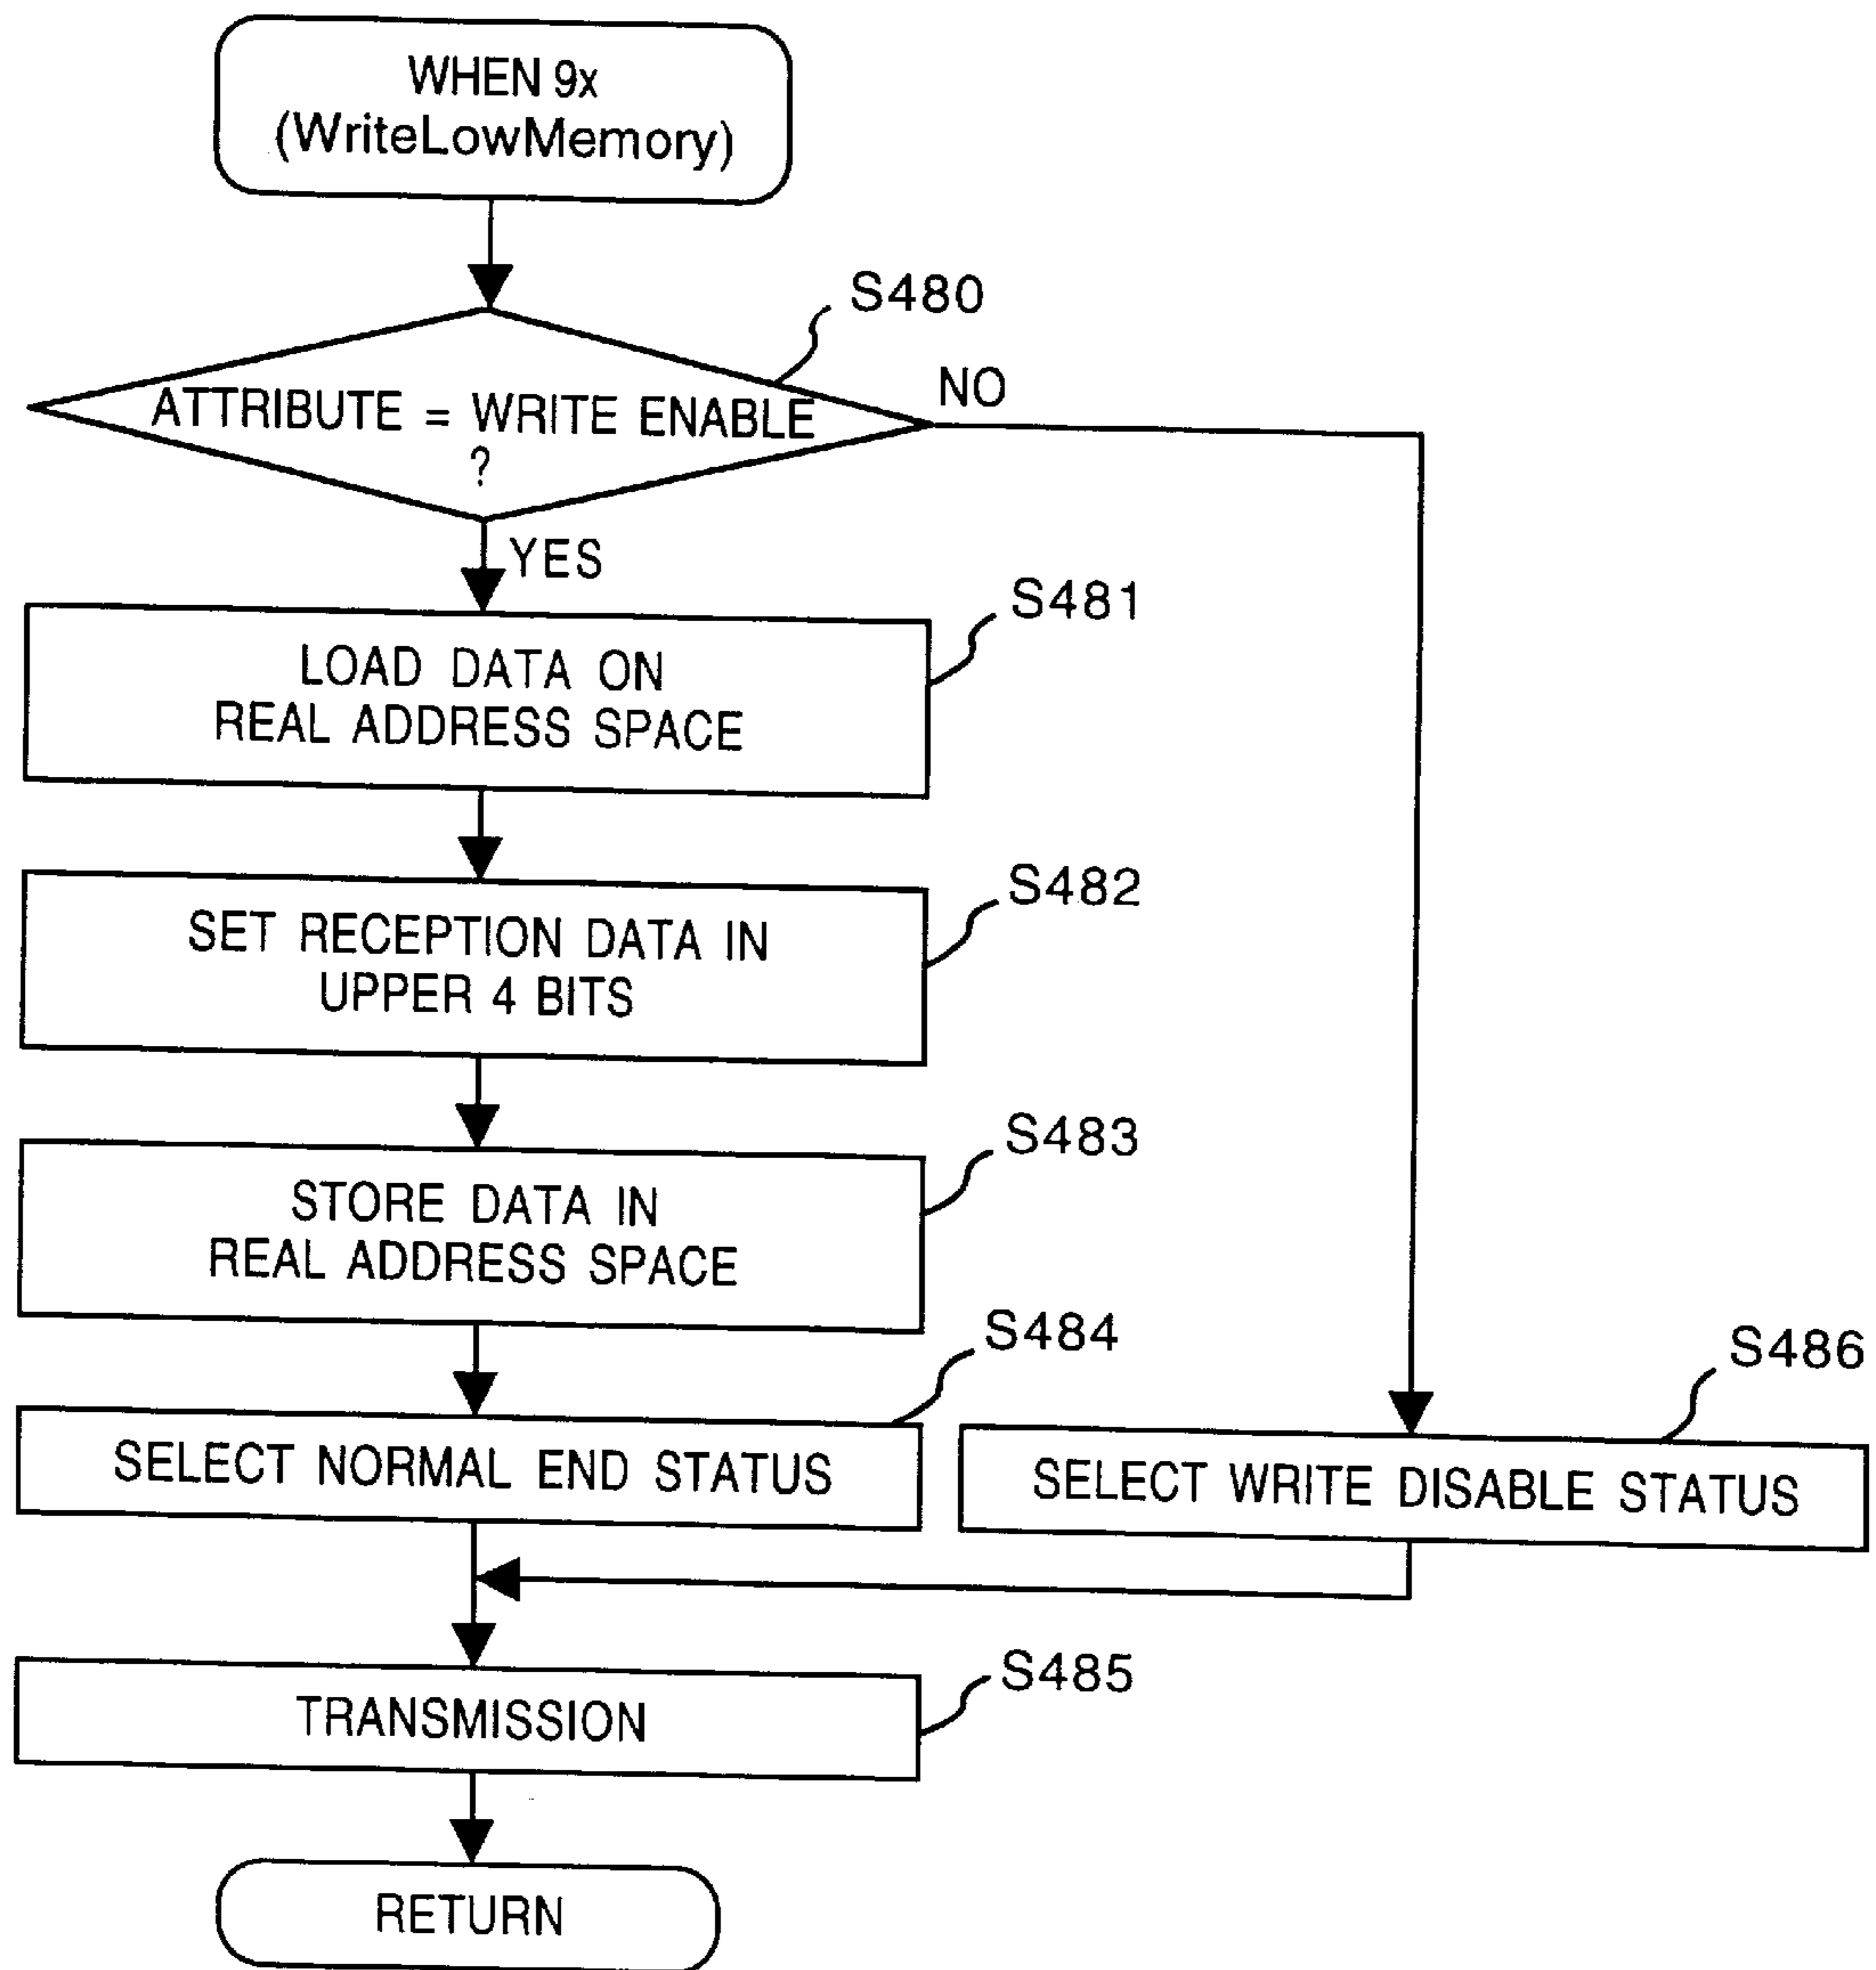 WHEN 9x
(WriteLowMemory)
S480
NO
ATTRIBUTE = WRITE ENABLE
?
YES
S481
LOAD DATA ON
REAL ADDRESS SPACE
S482
SET RECEPTION DATA IN
UPPER 4 BITS
S483
STORE DATA IN
REAL ADDRESS SPACE
S484
S486
SELECT NORMAL END STATUS
SELECT WRITE DISABLE STATUS
S485
TRANSMISSION
RETURN